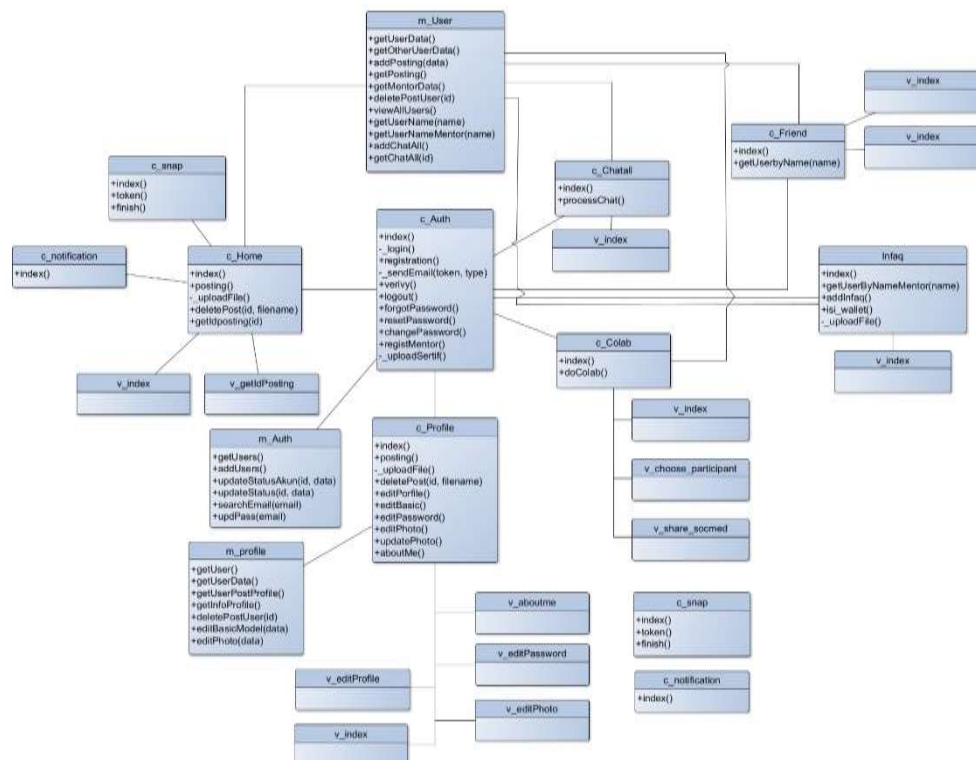 m_User
+getUserData()
+getOtherUserData()
+addPosting(data)
+getPosting()
+getMentorData()
+deletePostUser(id)
+viewAllUsers()
+getUserName(name)
+getUserNameMentor(name)
+addChatAll()
+getChatAll(id)
v_index
c_Friend
+index()
+getUserbyName(name)
v_index
c_snap
+index()
+token()
+finish()
c_Chatall
+index()
+processChat()
v_index
c_Auth
+index()
-_login()
+registration()
-_sendEmail(token, type)
+verivy()
+logout()
+forgotPassword()
+resetPassword()
+changePassword()
+registMentor()
-_uploadSertif()
c_notification
+index()
c_Home
+index()
+posting()
-_uploadFile()
+deletePost(id, filename)
+getIdposting(id)
Infaq
+index()
+getUserByNameMentor(name)
+addInfaq()
+isi_wallet()
-_uploadFile()
v_index
c_Colab
+index()
+doColab()
v_index
v_getIdPosting
v_index
v_choose_participant
v_share_socmed
m_Auth
+getUsers()
+addUsers()
+updateStatusAkun(id, data)
+updateStatus(id, data)
+searchEmail(email)
+updPass(email)
c_Profile
+index()
+posting()
-_uploadFile()
+deletePost(id, filename)
+editPorfile()
+editBasic()
+editPassword()
+editPhoto()
+updatePhoto()
+aboutMe()
m_profile
+getUser()
+getUserData()
+getUserPostProfile()
+getInfoProfile()
+deletePostUser(id)
+editBasicModel(data)
+editPhoto(data)
v_aboutme
v_editPassword
v_editProfile
v_editPhoto
v_index
c_snap
+index()
+token()
+finish()
c_notification
+index()